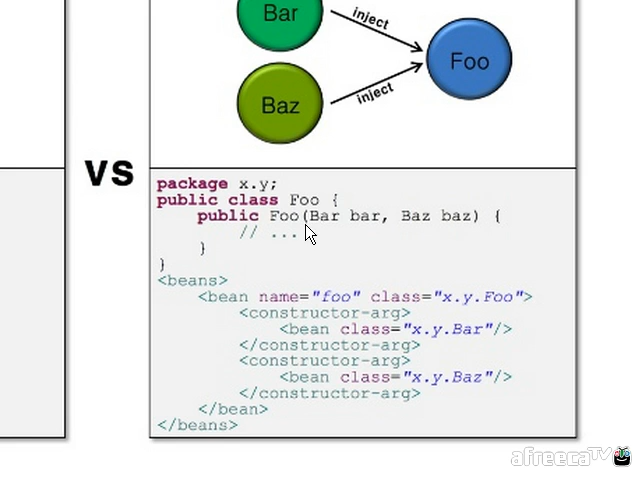 Bar
inject
Foo
inject
Baz
VS
package x.y;
public class Foo {
public Foo(Bar bar, Baz baz) {
// ...
}
}
<beans>
<bean name="foo" class="x.y.Foo">
<constructor-arg>
<bean class="x.y.Bar"/>
</constructor-arg>
<constructor-arg>
<bean class="x.y.Baz"/>
</constructor-arg>
</bean>
</beans>
afreecaTV